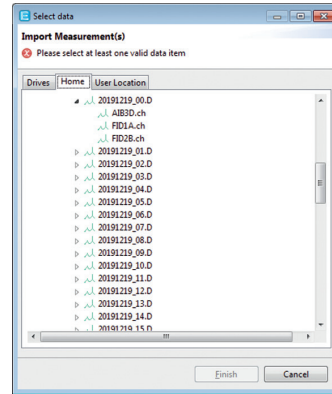 Select data
Import Measurement(s)
Please select at least one valid data item
Drives Home User Location
20191219_00.D
AIB3D.ch
FID1A.ch
FID2B.ch
20191219_01.D
20191219_02.D
20191219_03.D
20191219_04.D
20191219_05.D
20191219_06.D
20191219_07.D
20191219_08.D
20191219_09.D
20191219_10.D
20191219_11.D
20191219_12.D
20191219_13.D
20191219_14.D
20191219_15.D
Finish Cancel